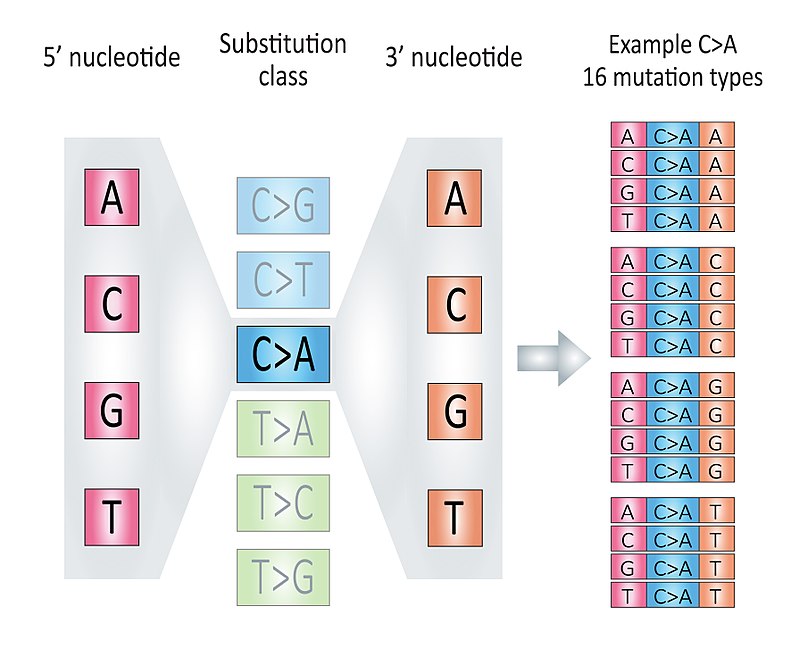 5′ nucleotide
Substitution
class
3′ nucleotide
Example C>A
16 mutation types
A
C
G
T
C>G
C>T
C>A
T>A
T>C
T>G
A
C
G
T
A C>A A
C C>A A
G C>A A
T C>A A
A C>A C
C C>A C
G C>A C
T C>A C
A C>A G
C C>A G
G C>A G
T C>A G
A C>A T
C C>A T
G C>A T
T C>A T